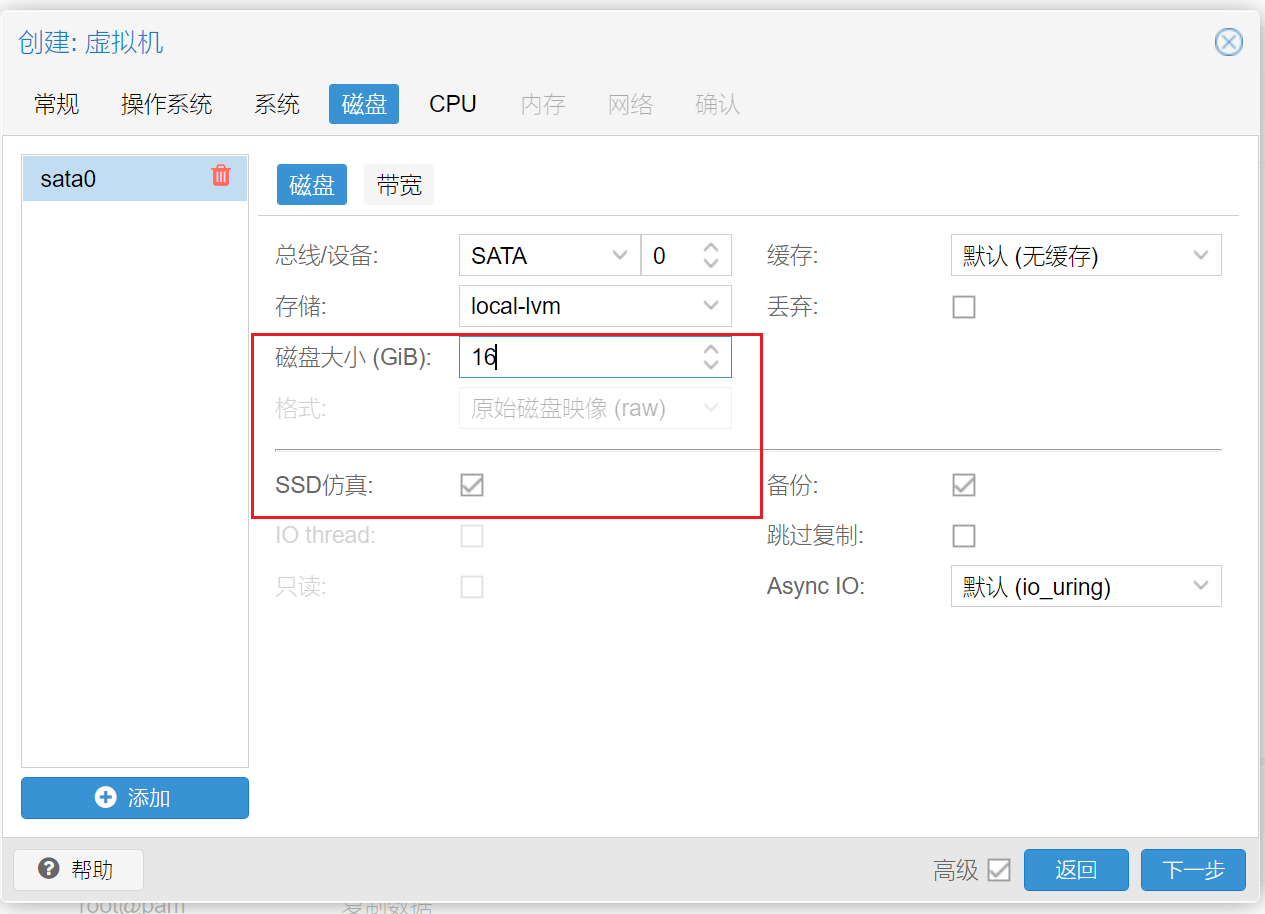 创建: 虚拟机
常规 操作系统 系统 磁盘 CPU 内存 网络 确认
sata0
磁盘 带宽
总线/设备: SATA 0 缓存: 默认 (无缓存)
存储: local-lvm 丢弃:
磁盘大小 (GiB): 16
格式: 原始磁盘映像 (raw)
SSD仿真: 备份:
IO thread: 跳过复制:
只读: Async IO: 默认 (io_uring)
添加
帮助 高级 返回 下一步
root@pam 复制数据